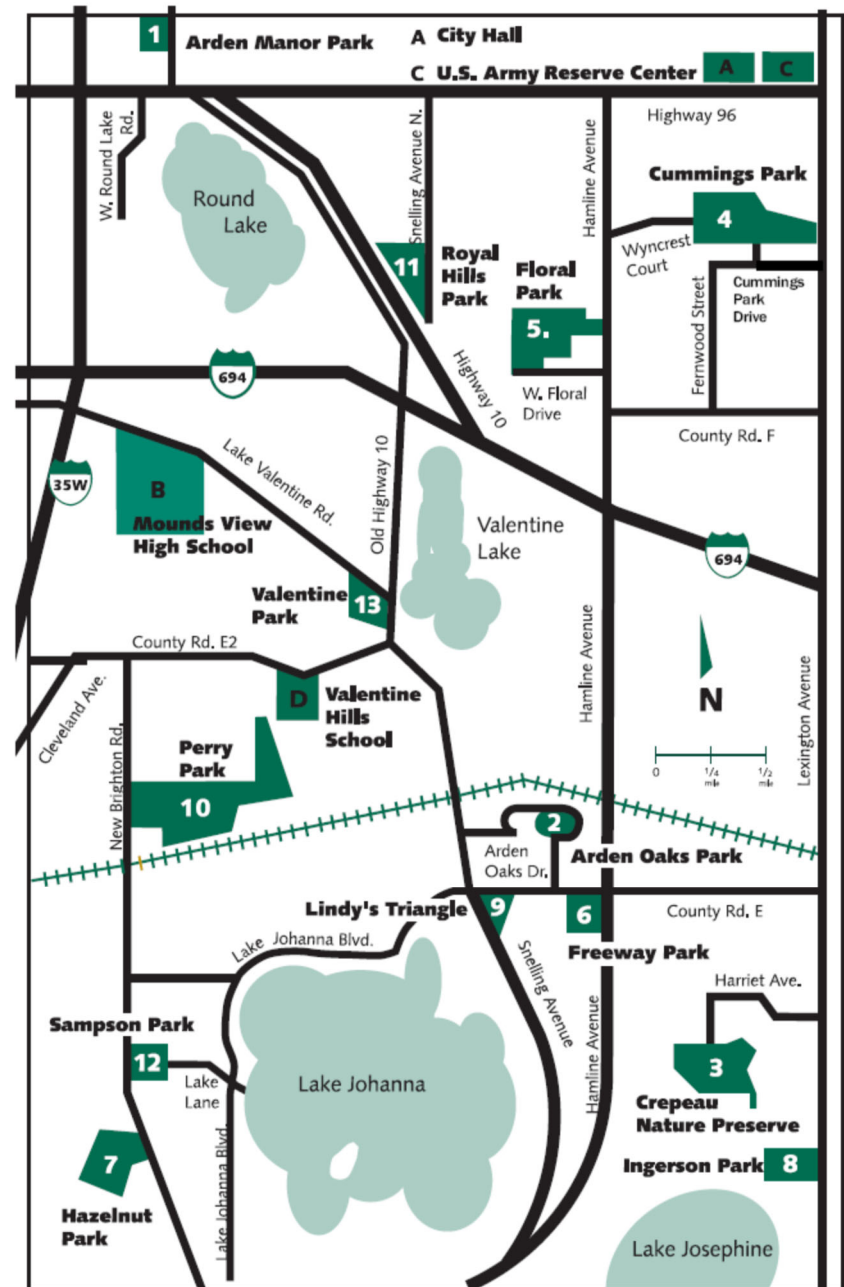 1
Arden Manor Park
A City Hall
C U.S. Army Reserve Center
A
C
Highway 96
W. Round Lake
Rd.
Round
Lake
Snelling Avenue N.
Hamline Avenue
Cummings Park
4
Wyncrest
Court
Cummings
Park
Drive
Fernwood Street
11
Royal
Hills
Park
Floral
Park
5.
W. Floral
Drive
Highway 10
694
County Rd. F
35W
B
Mounds View
High School
Lake Valentine Rd.
Old Highway 10
Valentine
Lake
694
Valentine
Park
13
County Rd. E2
Cleveland Ave.
D
Valentine
Hills
School
Hamline Avenue
N
0
1/4
mile
1/2
mile
Lexington Avenue
New Brighton Rd.
Perry
Park
10
2
Arden
Oaks Dr.
Arden Oaks Park
Lindy's Triangle
9
6
County Rd. E
Freeway Park
Lake Johanna Blvd.
Snelling Avenue
Hamline Avenue
Harriet Ave.
Sampson Park
12
Lake
Lane
Lake Johanna
3
Crepeau
Nature Preserve
Lake Johanna Blvd.
7
Hazelnut
Park
Ingerson Park
8
Lake Josephine